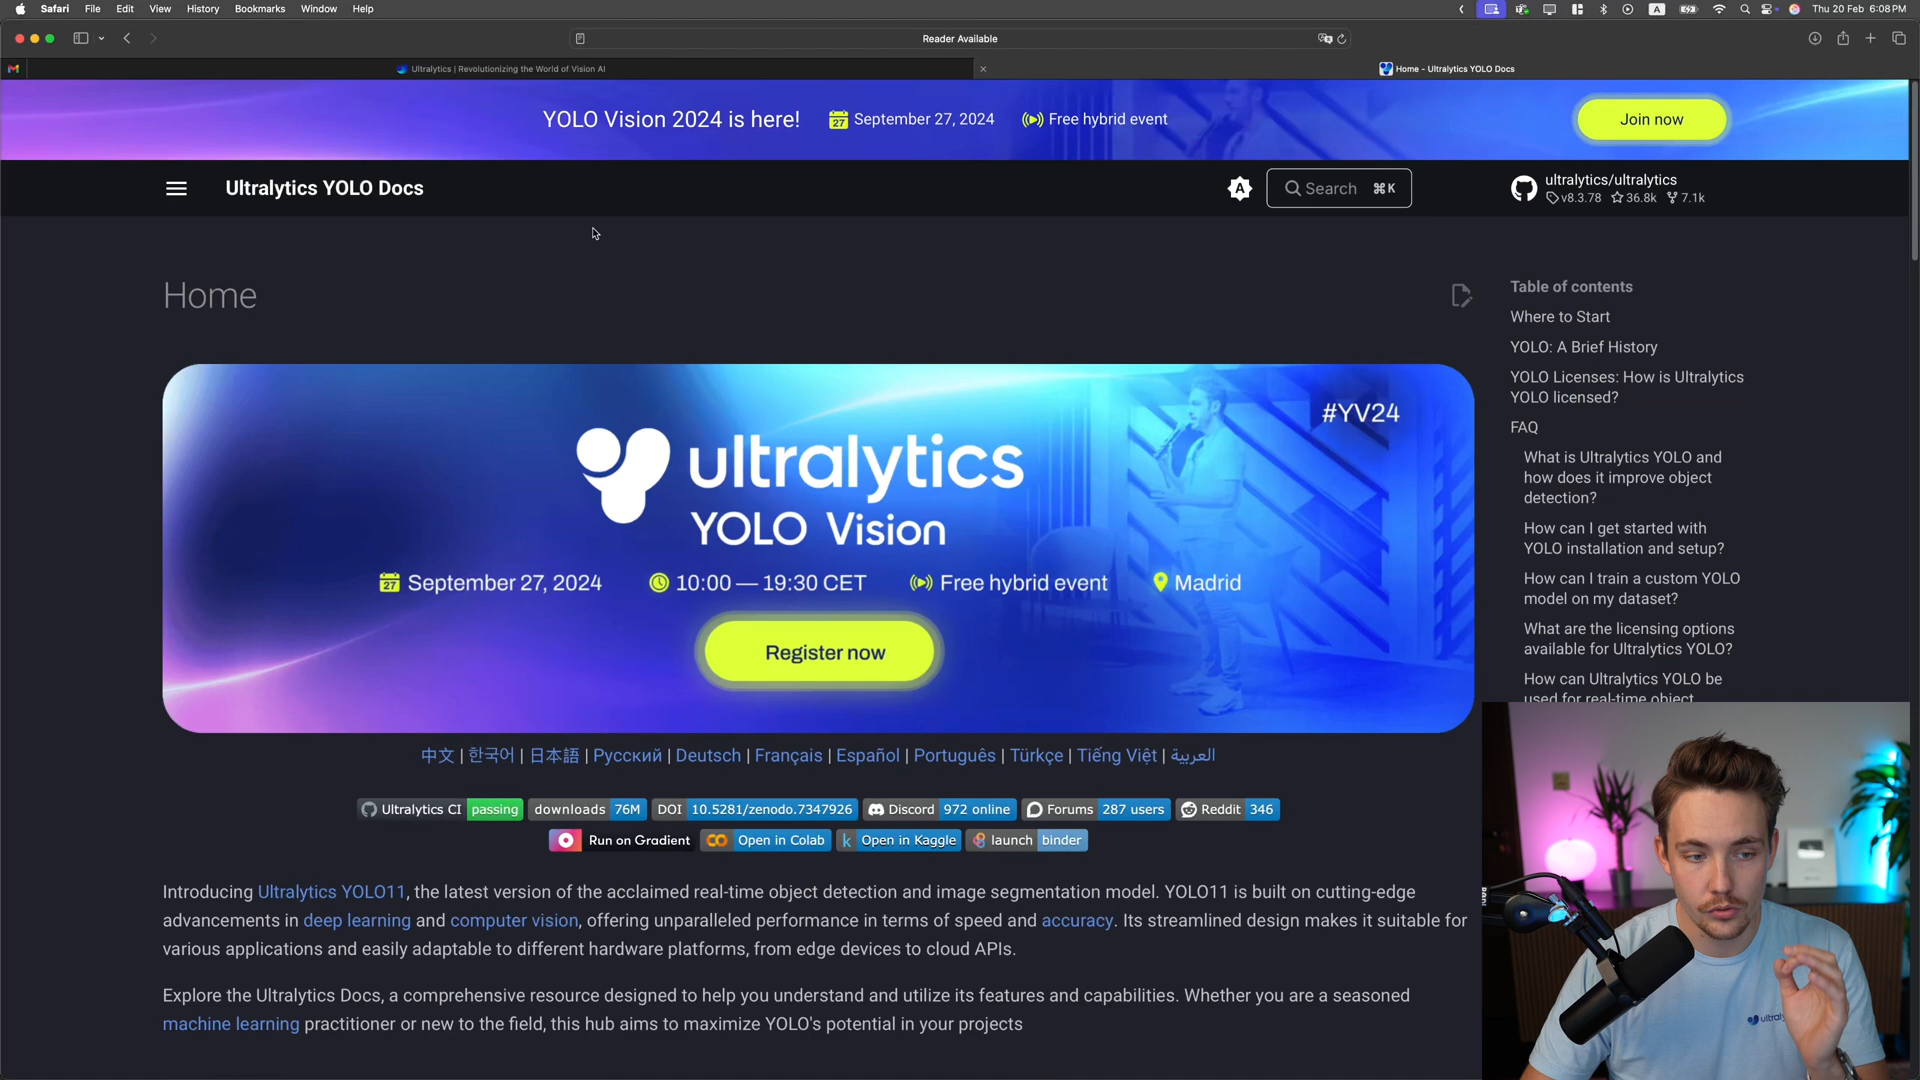 Safari File Edit View History Bookmarks Window Help
A
Thu 20 Feb 6:08 PM
Reader Available
Ultralytics | Revolutionizing the World of Vision AI
Home - Ultralytics YOLO Docs
YOLO Vision 2024 is here!
27 September 27, 2024
Free hybrid event
Join now
Ultralytics YOLO Docs
A
Search ⌘K
ultralytics/ultralytics
v8.3.78 36.8k 7.1k
Home
#YV24
ultralytics
YOLO Vision
27 September 27, 2024
10:00 — 19:30 CET
Free hybrid event
Madrid
Register now
中文 | 한국어 | 日本語 | Русский | Deutsch | Français | Español | Português | Türkçe | Tiếng Việt | العربية
Ultralytics CI passing downloads 76M DOI 10.5281/zenodo.7347926 Discord 972 online Forums 287 users Reddit 346
Run on Gradient Open in Colab Open in Kaggle launch binder
Introducing Ultralytics YOLO11, the latest version of the acclaimed real-time object detection and image segmentation model. YOLO11 is built on cutting-edge
advancements in deep learning and computer vision, offering unparalleled performance in terms of speed and accuracy. Its streamlined design makes it suitable for
various applications and easily adaptable to different hardware platforms, from edge devices to cloud APIs.
Explore the Ultralytics Docs, a comprehensive resource designed to help you understand and utilize its features and capabilities. Whether you are a seasoned
machine learning practitioner or new to the field, this hub aims to maximize YOLO's potential in your projects
Table of contents
Where to Start
YOLO: A Brief History
YOLO Licenses: How is Ultralytics
YOLO licensed?
FAQ
What is Ultralytics YOLO and
how does it improve object
detection?
How can I get started with
YOLO installation and setup?
How can I train a custom YOLO
model on my dataset?
What are the licensing options
available for Ultralytics YOLO?
How can Ultralytics YOLO be
used for real-time object